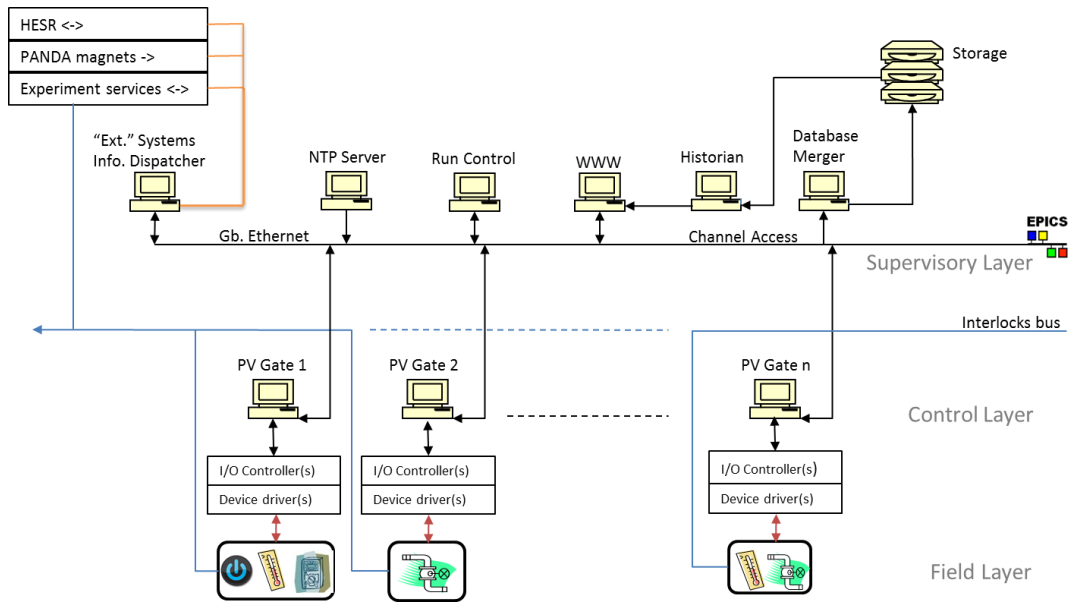 HESR <->
PANDA magnets ->
Experiment services <->
Storage
"Ext." Systems
Info. Dispatcher
NTP Server
Run Control
WWW
Historian
Database
Merger
Gb. Ethernet
Channel Access
EPICS
Supervisory Layer
Interlocks bus
PV Gate 1
PV Gate 2
PV Gate n
Control Layer
I/O Controller(s)
Device driver(s)
I/O Controller(s)
Device driver(s)
I/O Controller(s)
Device driver(s)
Field Layer